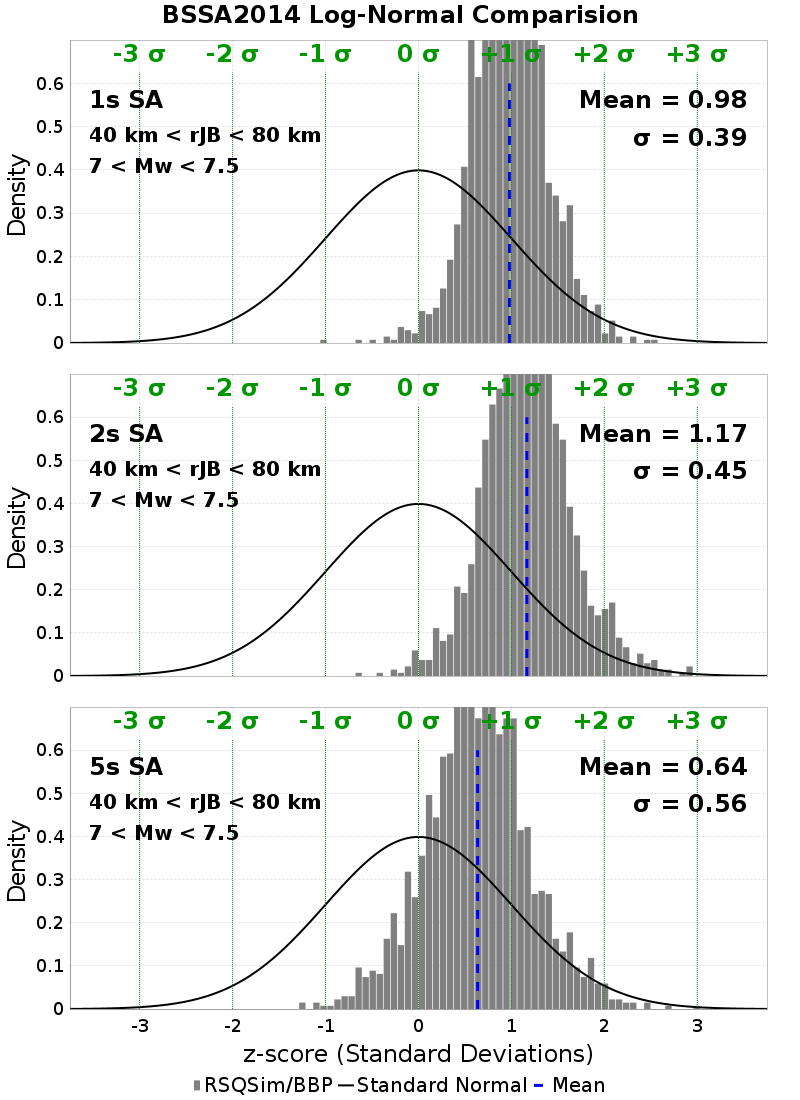 BSSA2014 Log-Normal Comparision
-3 σ -2 σ -1 σ 0 σ +1 σ +2 σ +3 σ
1s SA Mean = 0.98
40 km < rJB < 80 km σ = 0.39
7 < Mw < 7.5
0.6
0.5
0.4
0.3
0.2
0.1
0
Density
-3 σ -2 σ -1 σ 0 σ +1 σ +2 σ +3 σ
2s SA Mean = 1.17
40 km < rJB < 80 km σ = 0.45
7 < Mw < 7.5
0.6
0.5
0.4
0.3
0.2
0.1
0
Density
-3 σ -2 σ -1 σ 0 σ +1 σ +2 σ +3 σ
5s SA Mean = 0.64
40 km < rJB < 80 km σ = 0.56
7 < Mw < 7.5
0.6
0.5
0.4
0.3
0.2
0.1
0
Density
-3 -2 -1 0 1 2 3
z-score (Standard Deviations)
RSQSim/BBP Standard Normal Mean